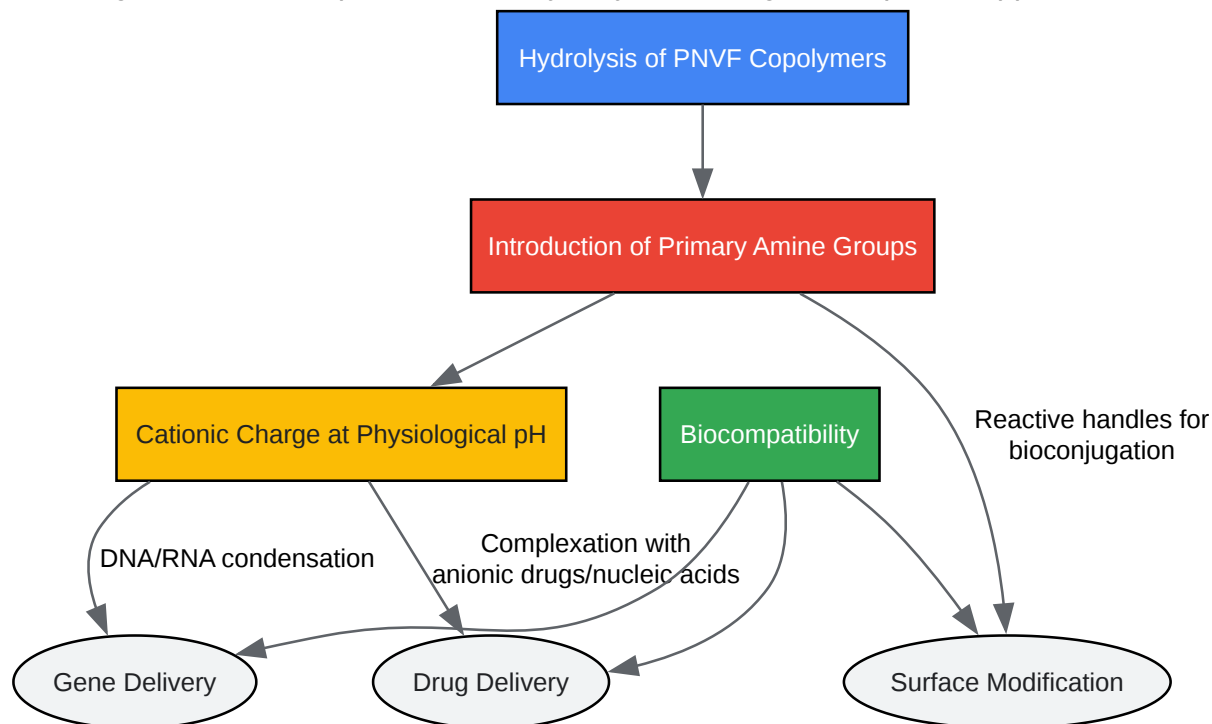 Hydrolysis of PNVF Copolymers
Introduction of Primary Amine Groups
Cationic Charge at Physiological pH
Biocompatibility
Reactive handles for
bioconjugation
DNA/RNA condensation
Complexation with
anionic drugs/nucleic acids
Gene Delivery
Drug Delivery
Surface Modification